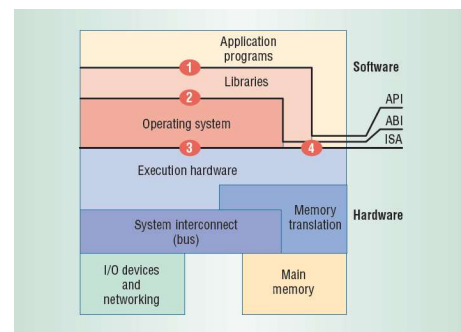 Application
programs
1
Software
Libraries
2
API
ABI
Operating system
ISA
3
4
Execution hardware
Memory
translation
Hardware
System interconnect
(bus)
I/O devices
and
networking
Main
memory